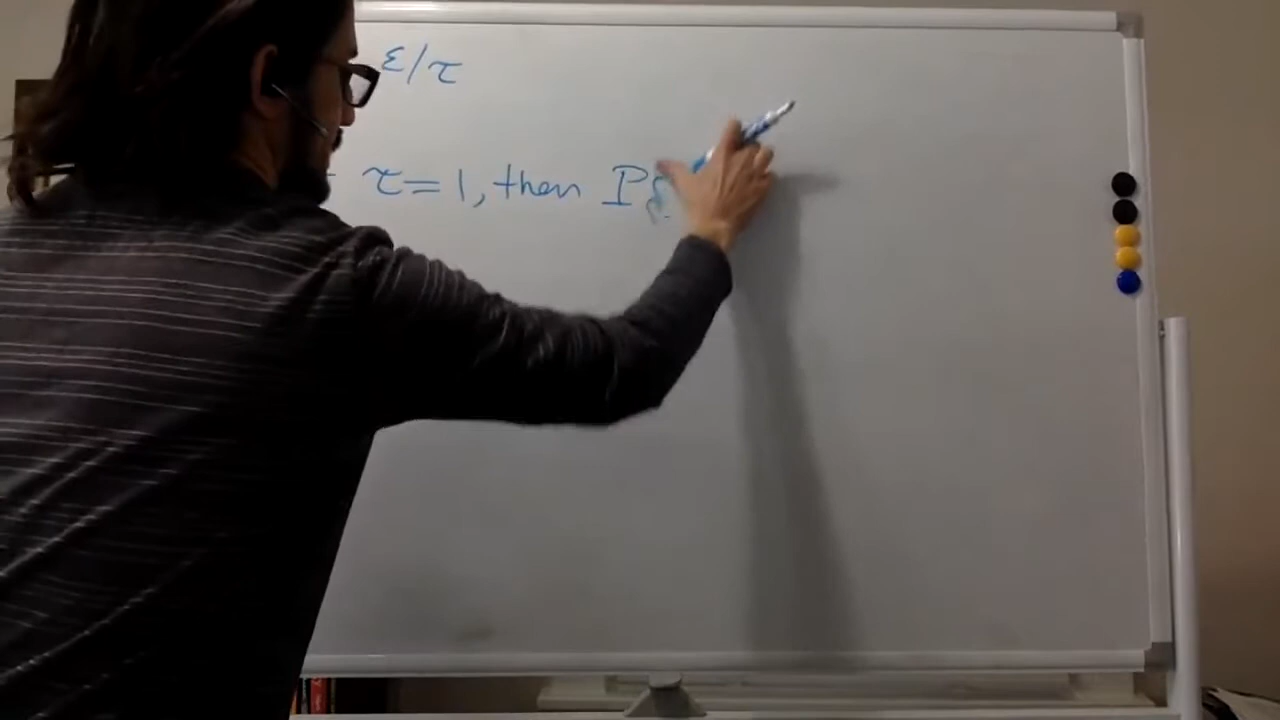 ε/τ
τ=1, then P{